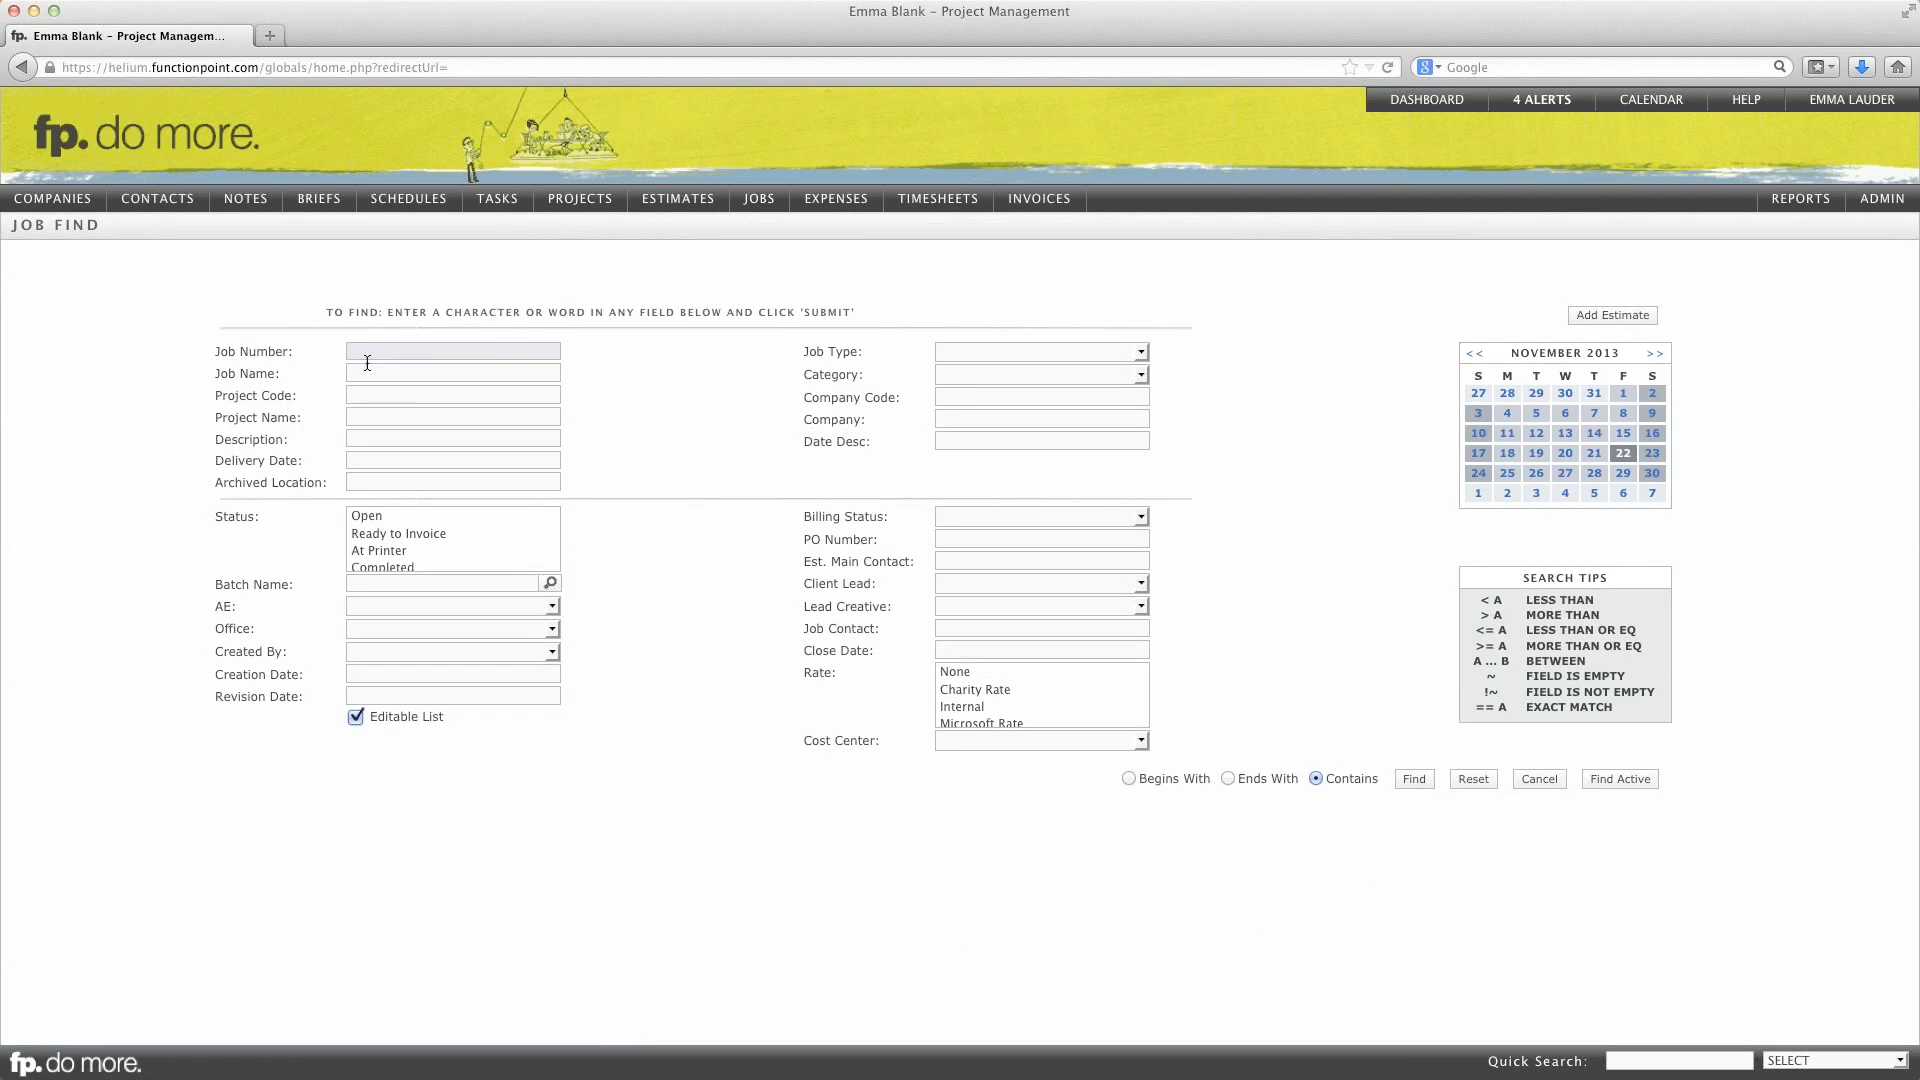 Emma Blank – Project Management
fp. Emma Blank – Project Managem...
https://helium.functionpoint.com/globals/home.php?redirectUrl=
Google
DASHBOARD 4 ALERTS CALENDAR HELP EMMA LAUDER
fp. do more.
COMPANIES CONTACTS NOTES BRIEFS SCHEDULES TASKS PROJECTS ESTIMATES JOBS EXPENSES TIMESHEETS INVOICES REPORTS ADMIN
JOB FIND
TO FIND: ENTER A CHARACTER OR WORD IN ANY FIELD BELOW AND CLICK 'SUBMIT'
Add Estimate
Job Number:
Job Name:
Project Code:
Project Name:
Description:
Delivery Date:
Archived Location:
Job Type:
Category:
Company Code:
Company:
Date Desc:
<< NOVEMBER 2013 >>
S M T W T F S
27 28 29 30 31 1 2
3 4 5 6 7 8 9
10 11 12 13 14 15 16
17 18 19 20 21 22 23
24 25 26 27 28 29 30
1 2 3 4 5 6 7
Status:
Open
Ready to Invoice
At Printer
Completed
Batch Name:
AE:
Office:
Created By:
Creation Date:
Revision Date:
Editable List
Billing Status:
PO Number:
Est. Main Contact:
Client Lead:
Lead Creative:
Job Contact:
Close Date:
Rate:
None
Charity Rate
Internal
Microsoft Rate
Cost Center:
SEARCH TIPS
< A LESS THAN
> A MORE THAN
<= A LESS THAN OR EQ
>= A MORE THAN OR EQ
A ... B BETWEEN
~ FIELD IS EMPTY
!~ FIELD IS NOT EMPTY
== A EXACT MATCH
Begins With Ends With Contains Find Reset Cancel Find Active
fp. do more.
Quick Search: SELECT